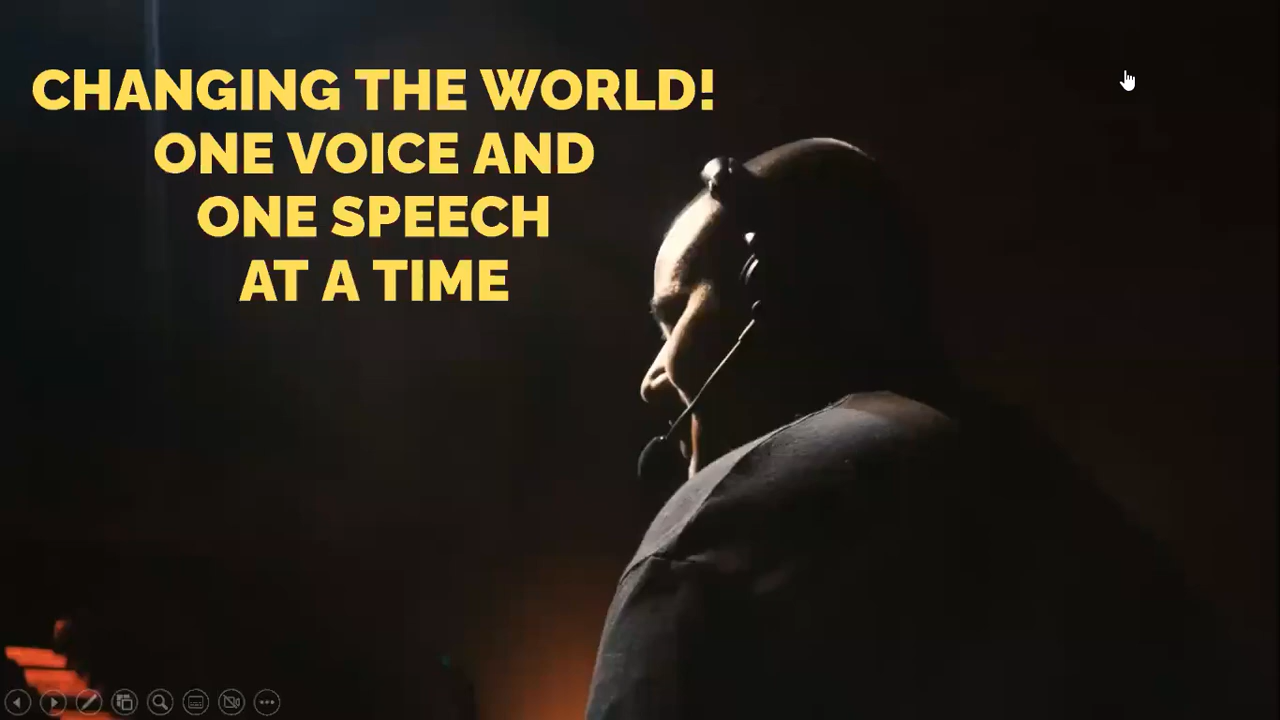 CHANGING THE WORLD!
ONE VOICE AND
ONE SPEECH
AT A TIME